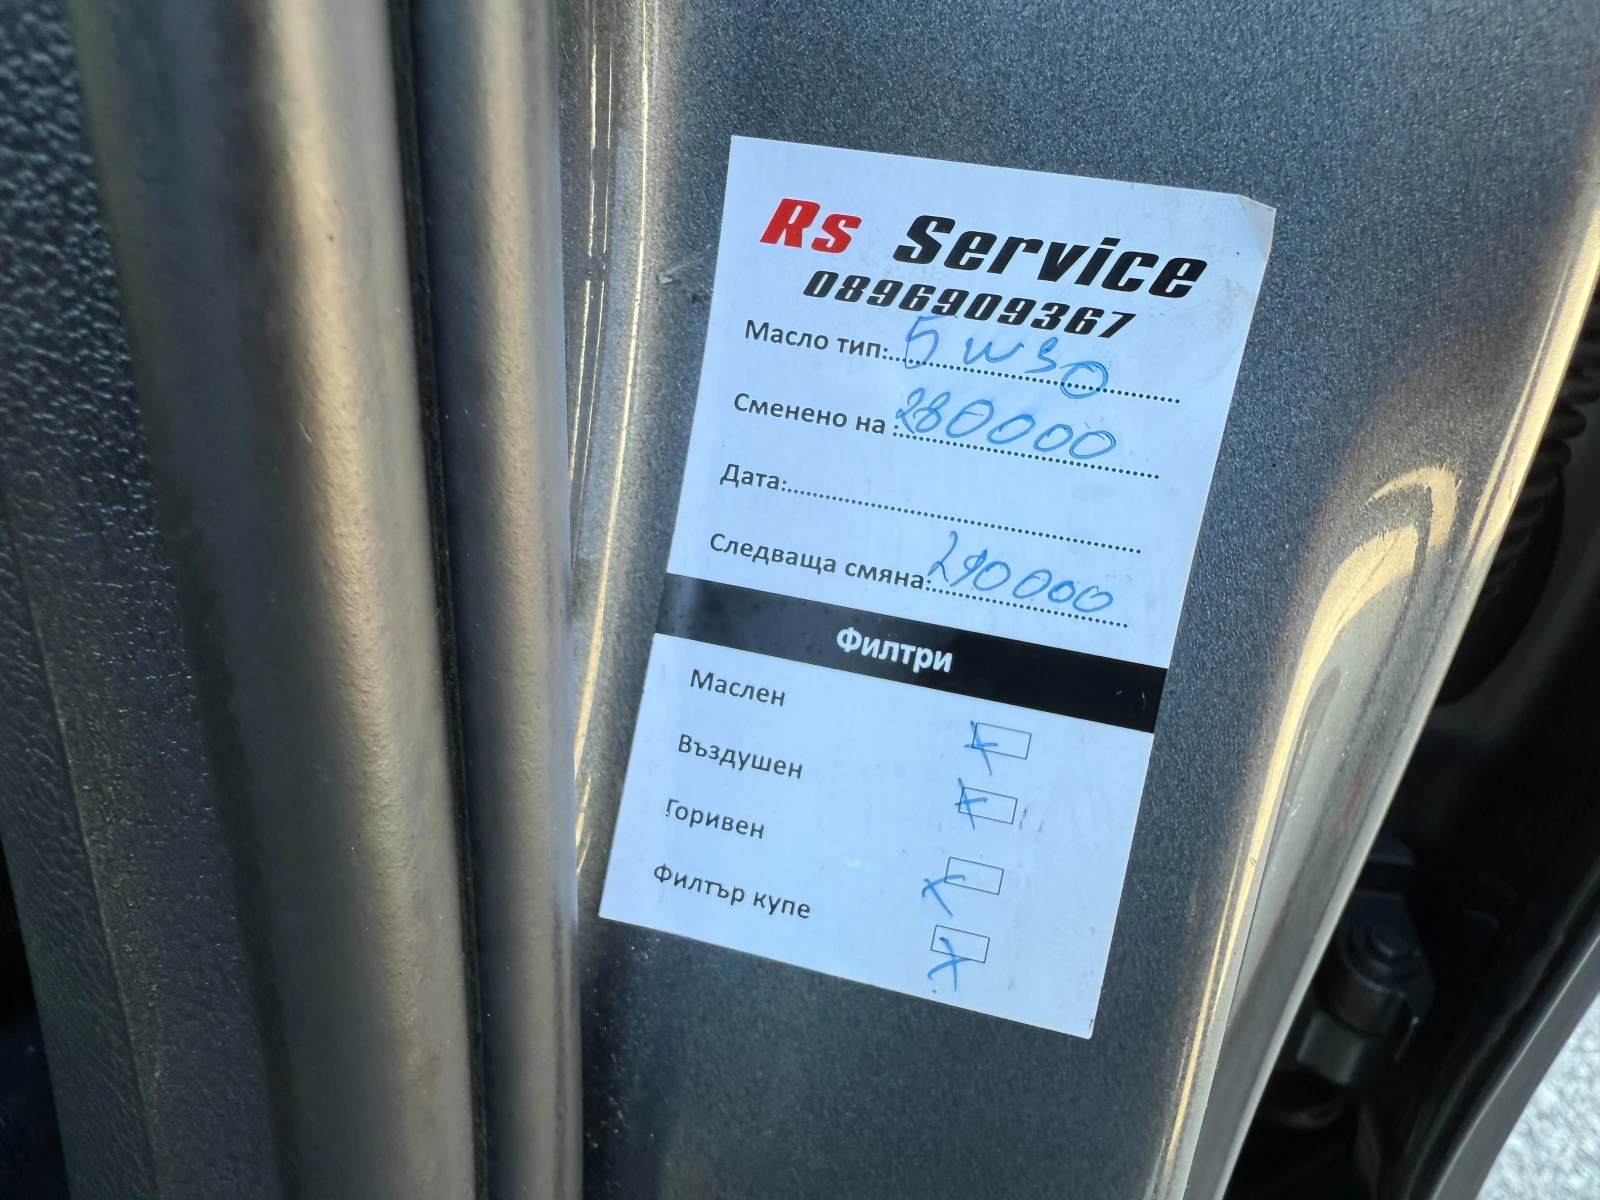 Rs Service
0896909367
Масло тип: 5W30
Сменено на: 280000
Дата:
Следваща смяна: 290000
Филтри
Маслен X
Въздушен X
Горивен X
Филтър купе X